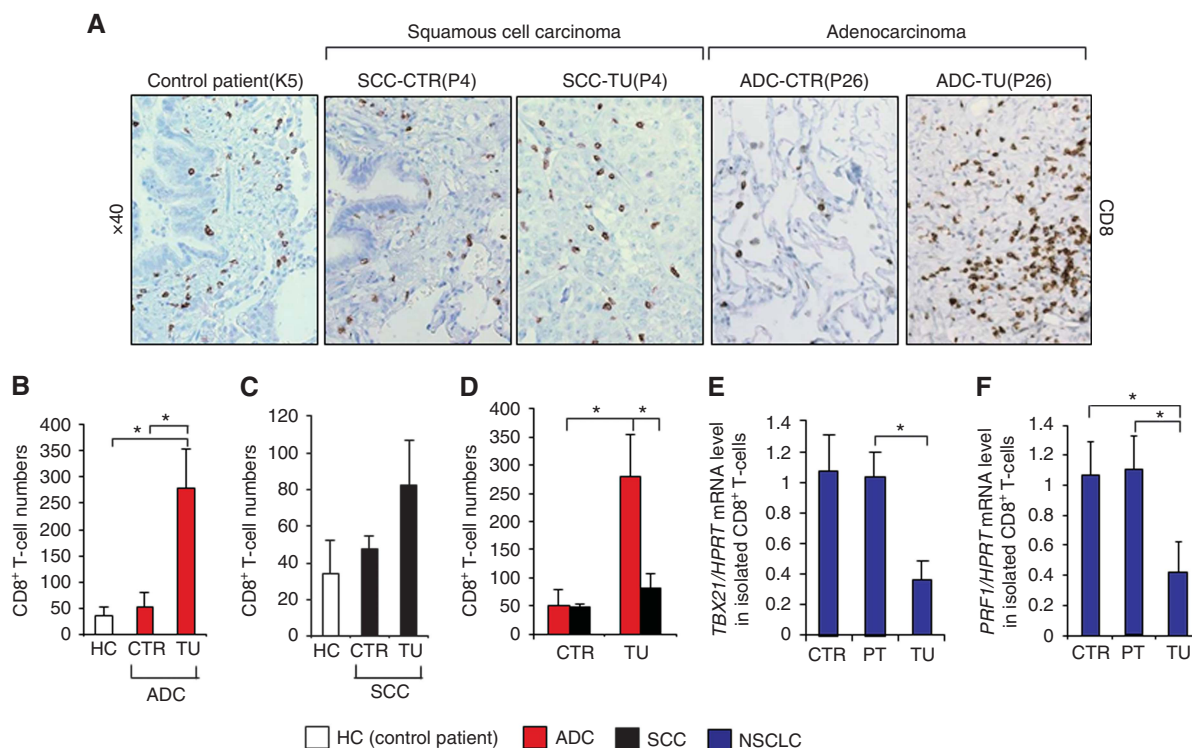 A
Squamous cell carcinoma
Adenocarcinoma
Control patient(K5)
SCC-CTR(P4)
SCC-TU(P4)
ADC-CTR(P26)
ADC-TU(P26)
×40
CD8
B
CD8⁺ T-cell numbers
400
350
300
250
200
150
100
50
0
*
*
HC
CTR
TU
ADC
C
CD8⁺ T-cell numbers
120
100
80
60
40
20
0
HC
CTR
TU
SCC
D
CD8⁺ T-cell numbers
400
350
300
250
200
150
100
50
0
*
*
CTR
TU
E
TBX21/HPRT mRNA level
in isolated CD8⁺ T-cells
1.4
1.2
1
0.8
0.6
0.4
0.2
0
*
CTR
PT
TU
F
PRF1/HPRT mRNA level
in isolated CD8⁺ T-cells
1.4
1.2
1
0.8
0.6
0.4
0.2
0
*
*
CTR
PT
TU
HC (control patient)
ADC
SCC
NSCLC